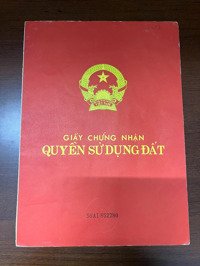 GIẤY CHỨNG NHẬN
QUYỀN SỬ DỤNG ĐẤT